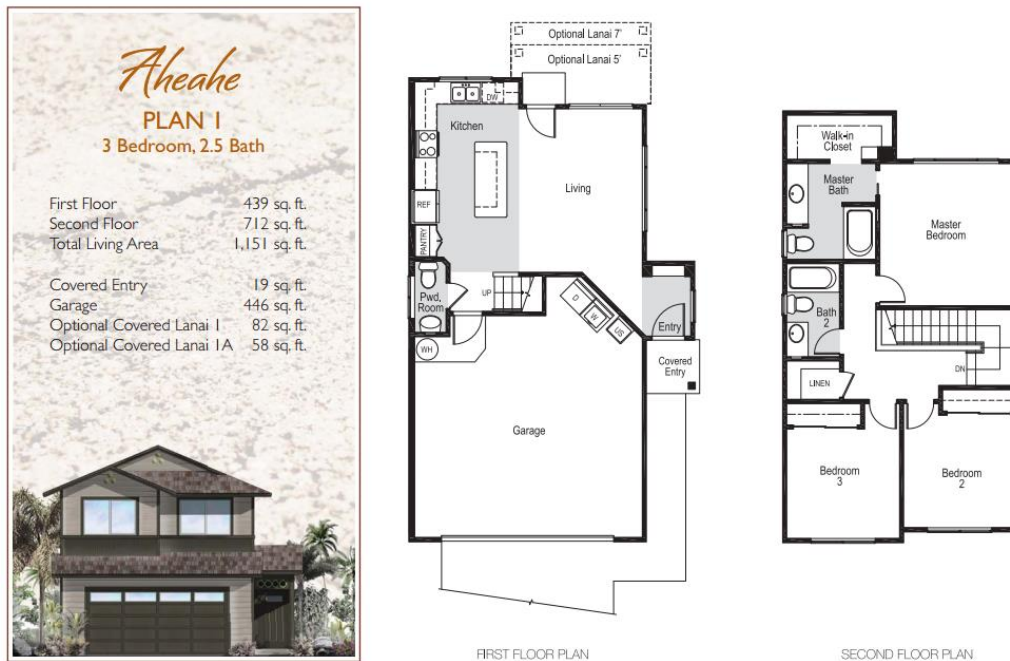 Aheahe
PLAN 1
3 Bedroom, 2.5 Bath
First Floor 439 sq. ft.
Second Floor 712 sq. ft.
Total Living Area 1,151 sq. ft.
Covered Entry 19 sq. ft.
Garage 446 sq. ft.
Optional Covered Lanai 1 82 sq. ft.
Optional Covered Lanai 1A 58 sq. ft.
Optional Lanai 7'
Optional Lanai 5'
DW
Kitchen
Living
REF
PANTRY
Pwd.
Room
UP
D
W
US
Entry
WH
Covered
Entry
Garage
FIRST FLOOR PLAN
Walk-in
Closet
Master
Bath
Master
Bedroom
Bath
2
DN
LINEN
Bedroom
3
Bedroom
2
SECOND FLOOR PLAN